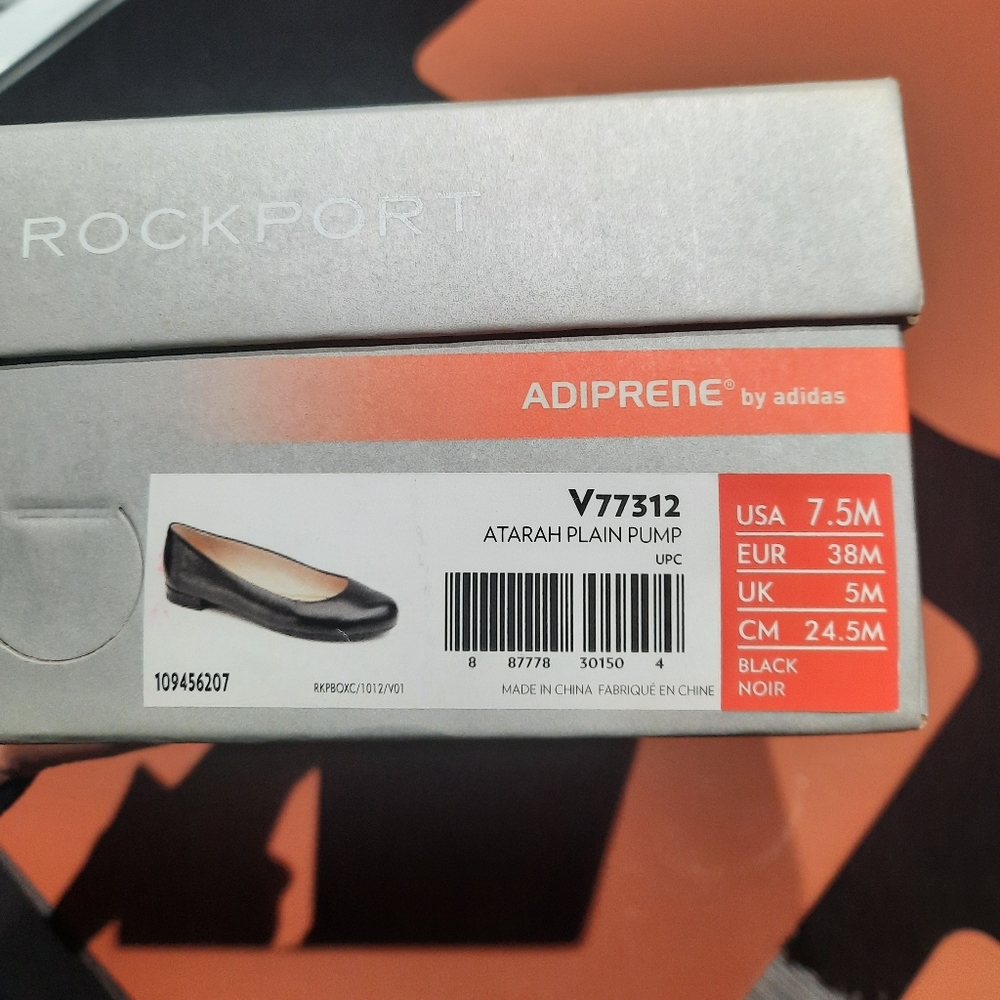 ROCKPORT
ADIPRENE® by adidas
V77312
ATARAH PLAIN PUMP
UPC
8 87778 30150 4
109456207
RKPBOXC/1012/V01
MADE IN CHINA FABRIQUÉ EN CHINE
USA 7.5M
EUR 38M
UK 5M
CM 24.5M
BLACK
NOIR